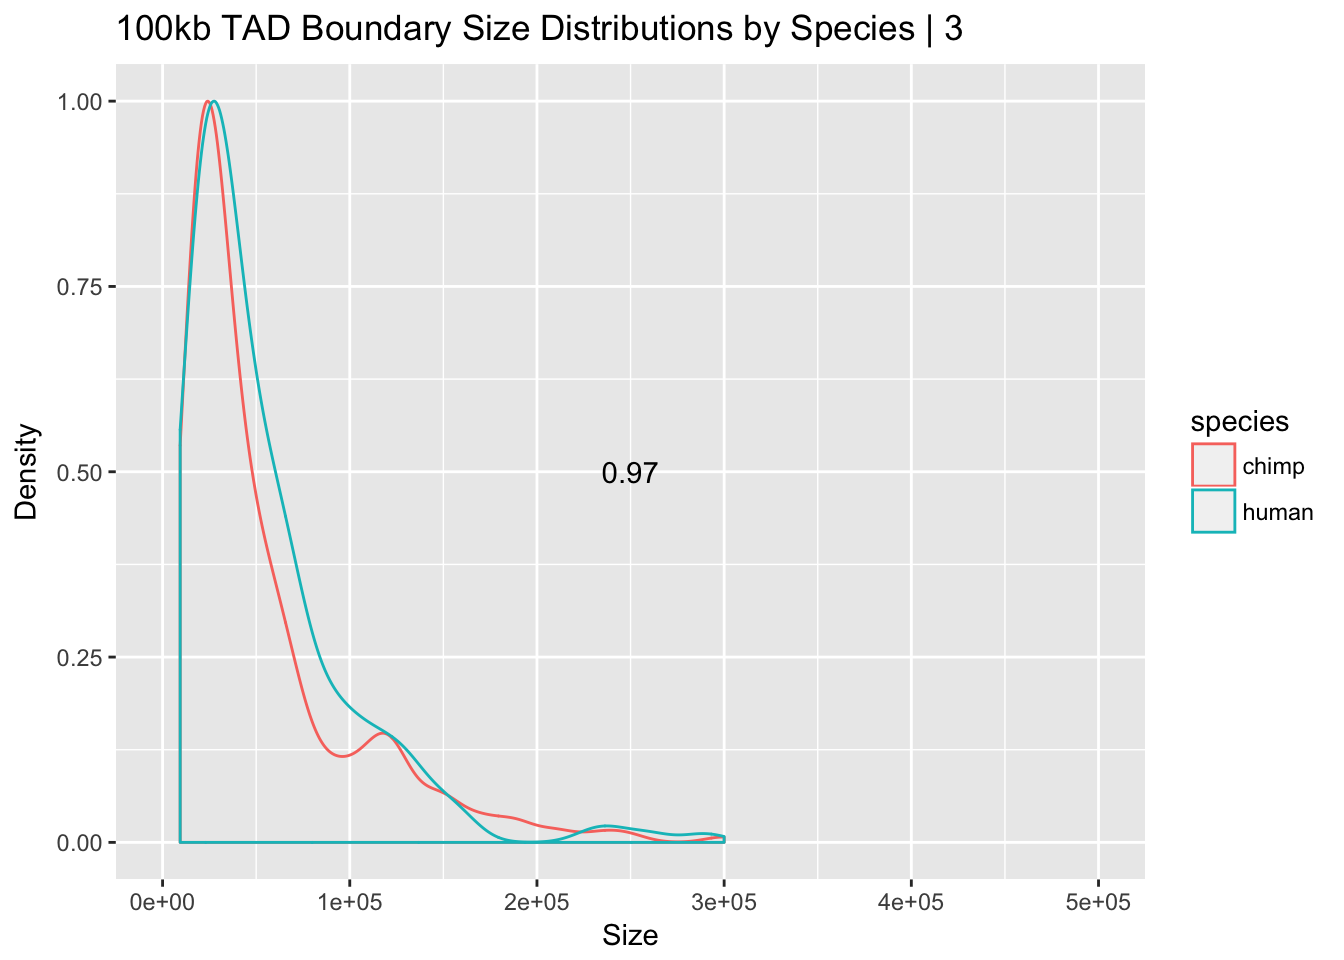 100kb TAD Boundary Size Distributions by Species | 3
1.00
0.75
0.50
0.25
0.00
Density
0.97
0e+00 1e+05 2e+05 3e+05 4e+05 5e+05
Size
species
chimp
human